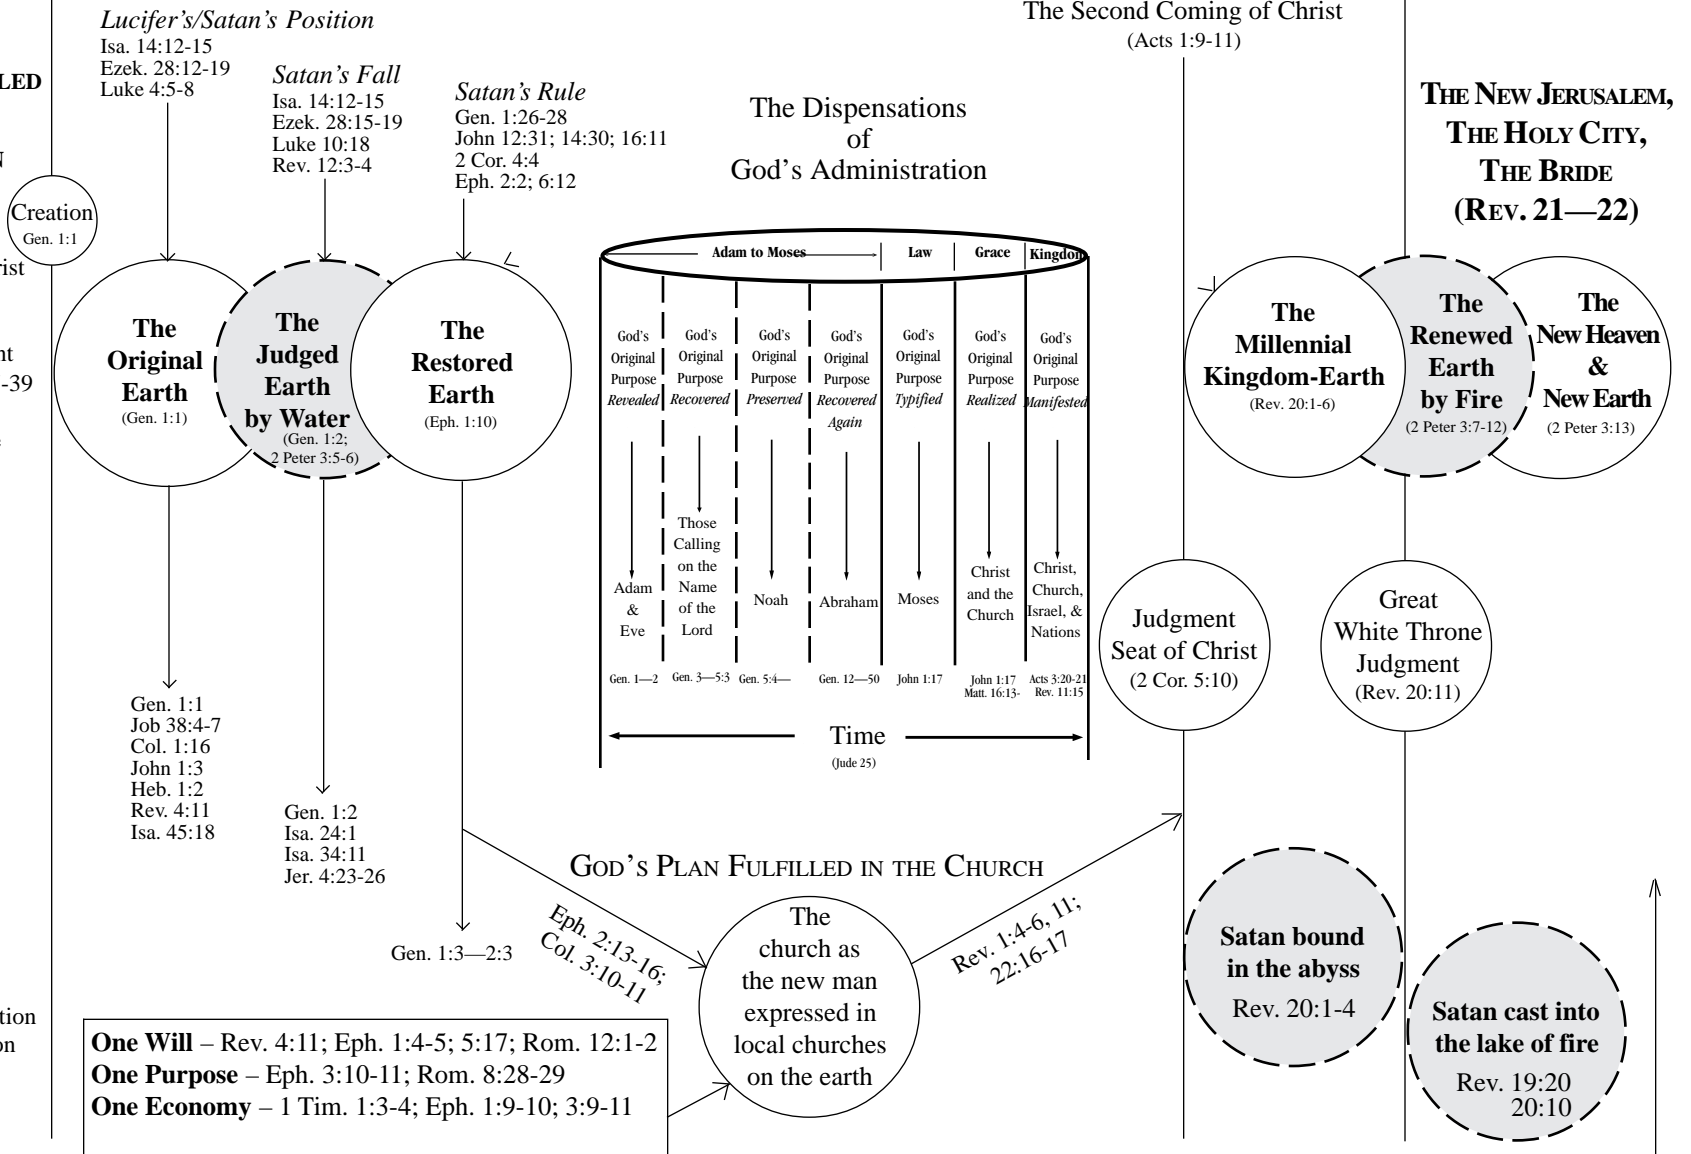 Lucifer's/Satan's Position
Isa. 14:12-15
Ezek. 28:12-19
Luke 4:5-8
LED
Satan's Fall
Isa. 14:12-15
Ezek. 28:15-19
Luke 10:18
Rev. 12:3-4
Satan's Rule
Gen. 1:26-28
John 12:31; 14:30; 16:11
2 Cor. 4:4
Eph. 2:2; 6:12
The Dispensations
of
God's Administration
The Second Coming of Christ
(Acts 1:9-11)
The New Jerusalem,
The Holy City,
The Bride
(Rev. 21—22)
N
Creation
Gen. 1:1
rist
nt
-39
The
Original
Earth
(Gen. 1:1)
The
Judged
Earth
by Water
(Gen. 1:2;
2 Peter 3:5-6)
The
Restored
Earth
(Eph. 1:10)
Adam to Moses
Law
Grace
Kingdom
God's
Original
Purpose
Revealed
God's
Original
Purpose
Recovered
God's
Original
Purpose
Preserved
God's
Original
Purpose
Recovered
Again
God's
Original
Purpose
Typified
God's
Original
Purpose
Realized
God's
Original
Purpose
Manifested
Adam
&
Eve
Those
Calling
on the
Name
of the
Lord
Noah
Abraham
Moses
Christ
and the
Church
Christ,
Church,
Israel, &
Nations
Gen. 1—2
Gen. 3—5:3
Gen. 5:4—
Gen. 12—50
John 1:17
John 1:17
Matt. 16:13-
Acts 3:20-21
Rev. 11:15
Time
(Jude 25)
The
Millennial
Kingdom-Earth
(Rev. 20:1-6)
The
Renewed
Earth
by Fire
(2 Peter 3:7-12)
The
New Heaven
&
New Earth
(2 Peter 3:13)
Judgment
Seat of Christ
(2 Cor. 5:10)
Great
White Throne
Judgment
(Rev. 20:11)
Gen. 1:1
Job 38:4-7
Col. 1:16
John 1:3
Heb. 1:2
Rev. 4:11
Isa. 45:18
Gen. 1:2
Isa. 24:1
Isa. 34:11
Jer. 4:23-26
Gen. 1:3—2:3
God's Plan Fulfilled in the Church
Eph. 2:13-16;
Col. 3:10-11
The
church as
the new man
expressed in
local churches
on the earth
Rev. 1:4-6, 11;
22:16-17
Satan bound
in the abyss
Rev. 20:1-4
Satan cast into
the lake of fire
Rev. 19:20
20:10
tion
on
One Will – Rev. 4:11; Eph. 1:4-5; 5:17; Rom. 12:1-2
One Purpose – Eph. 3:10-11; Rom. 8:28-29
One Economy – 1 Tim. 1:3-4; Eph. 1:9-10; 3:9-11